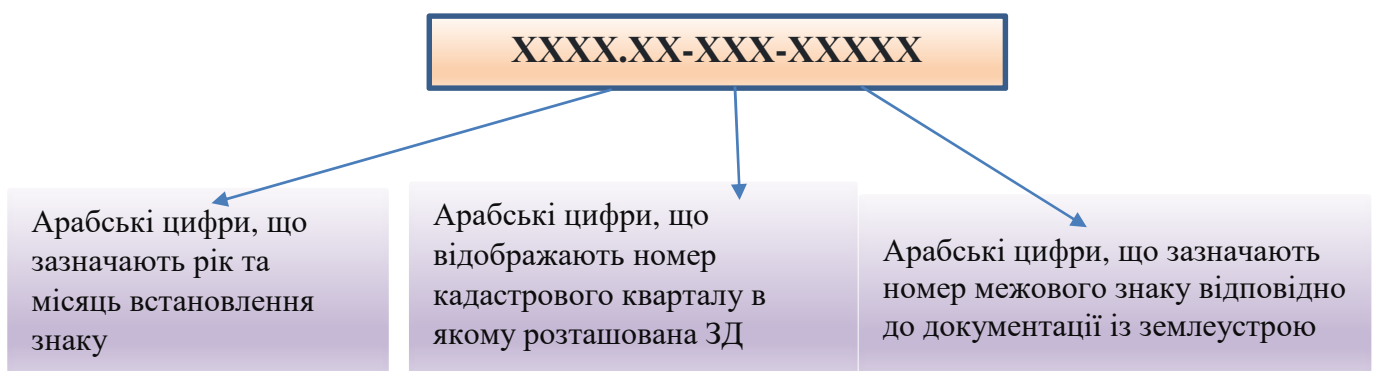 XXXX.XX-XXX-XXXXX
Арабські цифри, що
зазначають рік та
місяць встановлення
знаку
Арабські цифри, що
відображають номер
кадастрового кварталу в
якому розташована ЗД
Арабські цифри, що зазначають
номер межового знаку відповідно
до документації із землеустрою